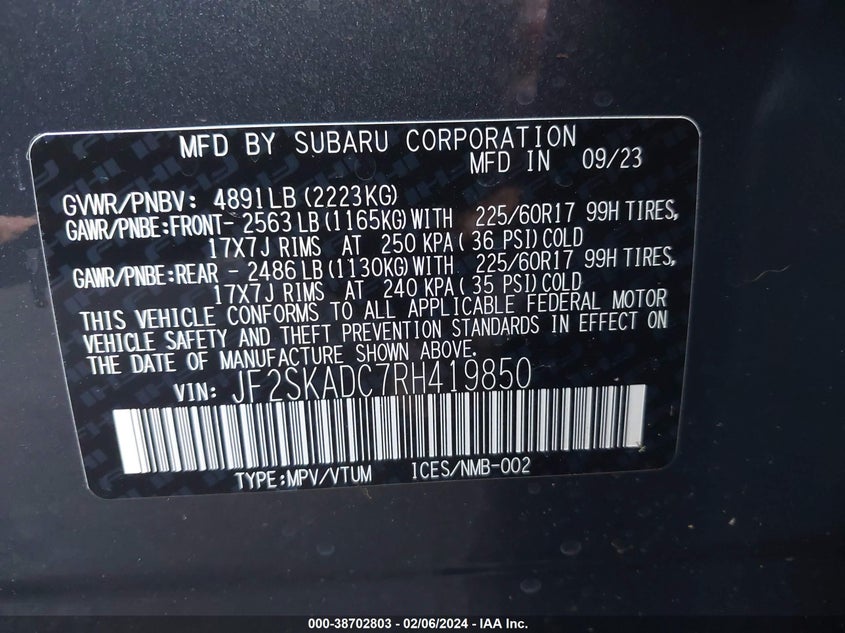 MFD BY SUBARU CORPORATION
MFD IN 09/23
GVWR/PNBV: 4891LB (2223KG)
GAWR/PNBE:FRONT- 2563 LB (1165KG) WITH 225/60R17 99H TIRES,
17X7J RIMS AT 250 KPA ( 36 PSI) COLD
GAWR/PNBE:REAR - 2486 LB (1130KG) WITH 225/60R17 99H TIRES,
17X7J RIMS AT 240 KPA ( 35 PSI) COLD
THIS VEHICLE CONFORMS TO ALL APPLICABLE FEDERAL MOTOR
VEHICLE SAFETY AND THEFT PREVENTION STANDARDS IN EFFECT ON
THE DATE OF MANUFACTURE SHOWN ABOVE.
VIN: JF2SKADC7RH419850
TYPE:MPV/VTUM ICES/NMB-002
000-38702803 - 02/06/2024 - IAA Inc.